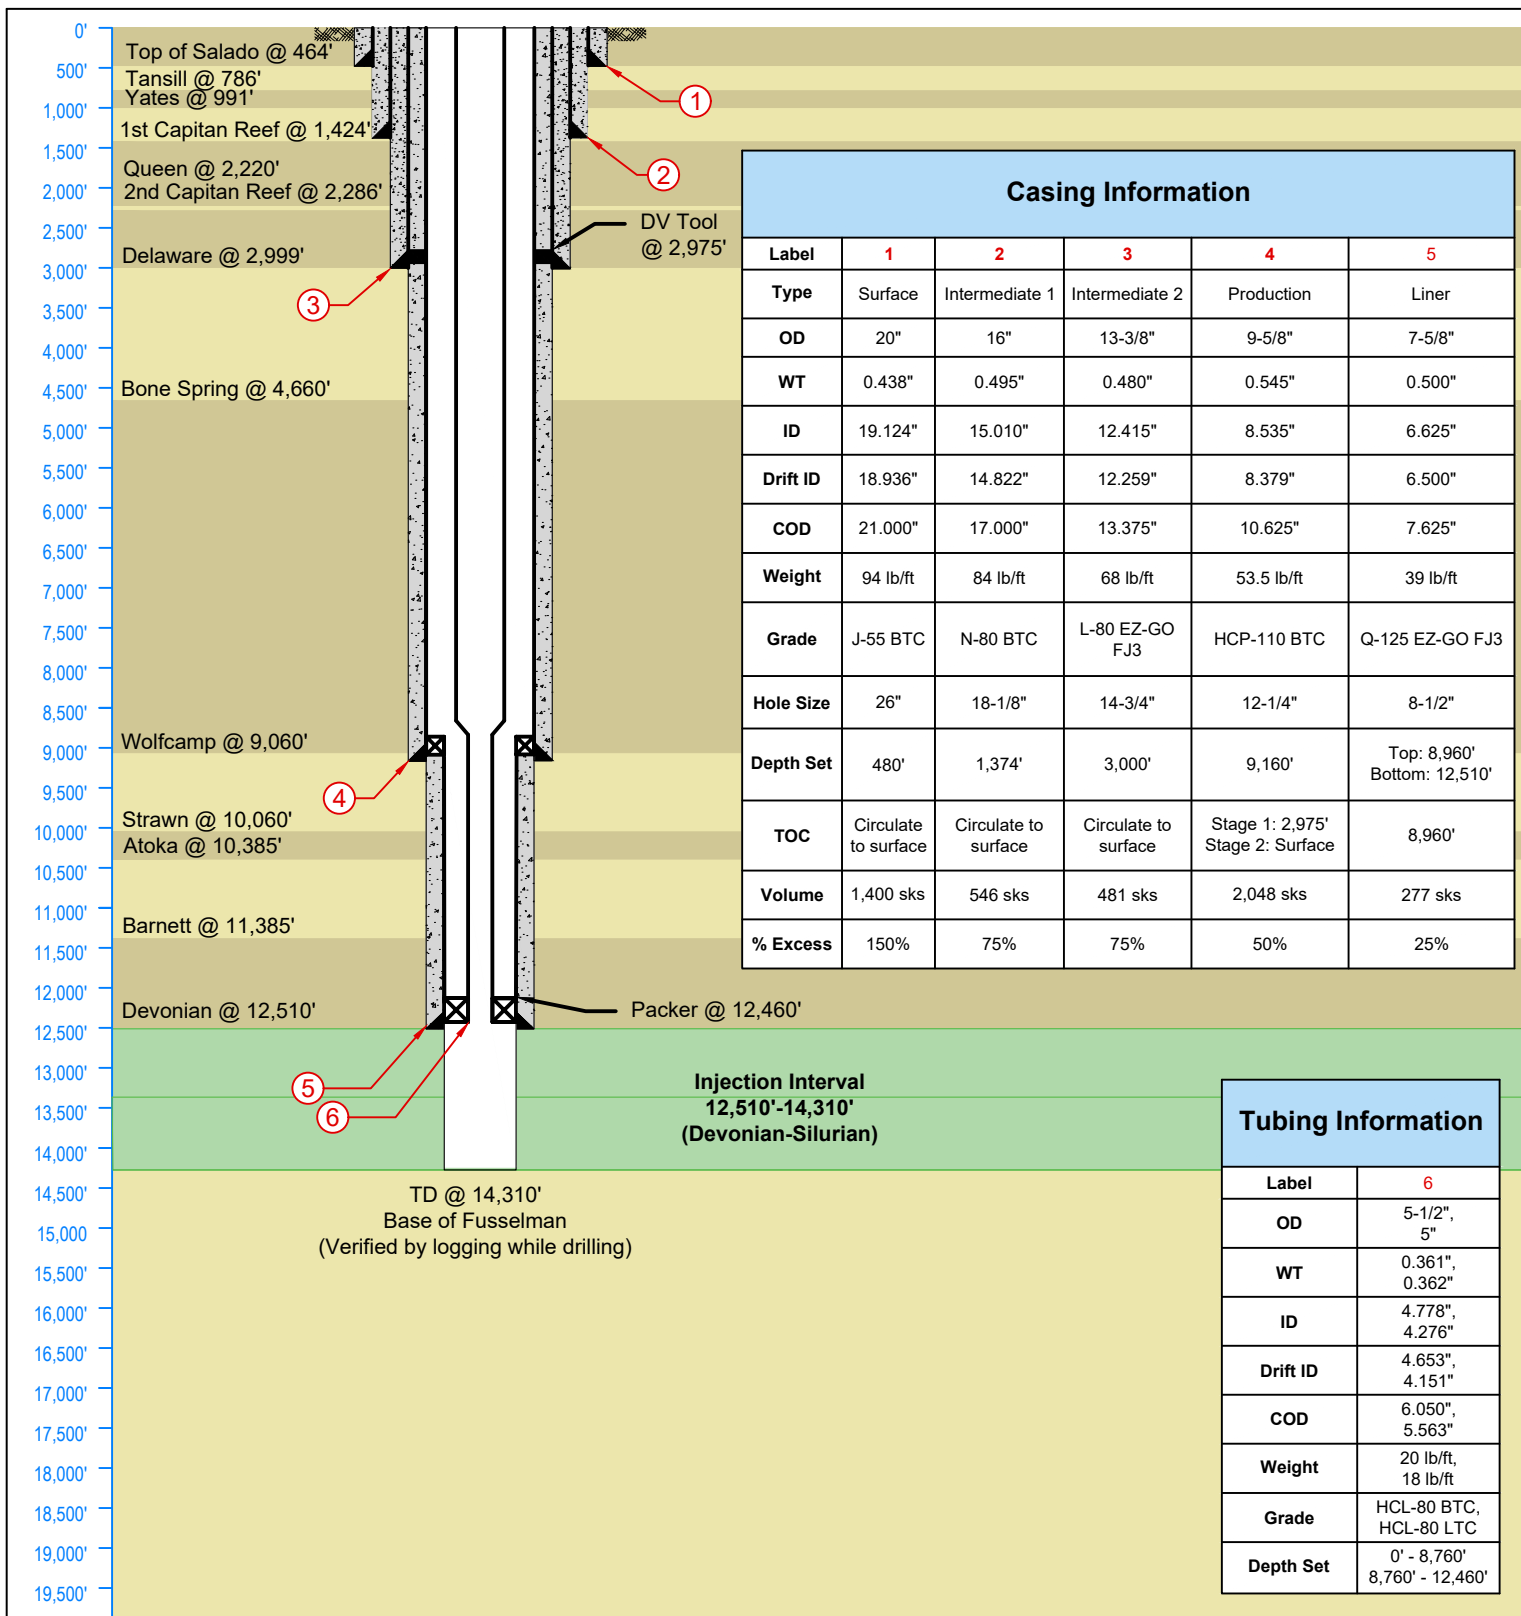 0'
500'
1,000'
1,500'
2,000'
2,500'
3,000'
3,500'
4,000'
4,500'
5,000'
5,500'
6,000'
6,500'
7,000'
7,500'
8,000'
8,500'
9,000'
9,500'
10,000'
10,500'
11,000'
11,500'
12,000'
12,500'
13,000'
13,500'
14,000'
14,500'
15,000
15,500'
16,000'
16,500'
17,000'
17,500'
18,000'
18,500'
19,000'
19,500'
Top of Salado @ 464'
Tansill @ 786'
Yates @ 991'
1st Capitan Reef @ 1,424'
Queen @ 2,220'
2nd Capitan Reef @ 2,286'
Delaware @ 2,999'
Bone Spring @ 4,660'
Wolfcamp @ 9,060'
Strawn @ 10,060'
Atoka @ 10,385'
Barnett @ 11,385'
Devonian @ 12,510'
1
2
DV Tool
@ 2,975'
3
4
Packer @ 12,460'
5
6
Injection Interval
12,510'-14,310'
(Devonian-Silurian)
TD @ 14,310'
Base of Fusselman
(Verified by logging while drilling)
Casing Information
Label 1 2 3 4 5
Type Surface Intermediate 1 Intermediate 2 Production Liner
OD 20" 16" 13-3/8" 9-5/8" 7-5/8"
WT 0.438" 0.495" 0.480" 0.545" 0.500"
ID 19.124" 15.010" 12.415" 8.535" 6.625"
Drift ID 18.936" 14.822" 12.259" 8.379" 6.500"
COD 21.000" 17.000" 13.375" 10.625" 7.625"
Weight 94 lb/ft 84 lb/ft 68 lb/ft 53.5 lb/ft 39 lb/ft
Grade J-55 BTC N-80 BTC L-80 EZ-GO FJ3 HCP-110 BTC Q-125 EZ-GO FJ3
Hole Size 26" 18-1/8" 14-3/4" 12-1/4" 8-1/2"
Depth Set 480' 1,374' 3,000' 9,160' Top: 8,960' Bottom: 12,510'
TOC Circulate to surface Circulate to surface Circulate to surface Stage 1: 2,975' Stage 2: Surface 8,960'
Volume 1,400 sks 546 sks 481 sks 2,048 sks 277 sks
% Excess 150% 75% 75% 50% 25%
Tubing Information
Label 6
OD 5-1/2", 5"
WT 0.361", 0.362"
ID 4.778", 4.276"
Drift ID 4.653", 4.151"
COD 6.050", 5.563"
Weight 20 lb/ft, 18 lb/ft
Grade HCL-80 BTC, HCL-80 LTC
Depth Set 0' - 8,760' 8,760' - 12,460'